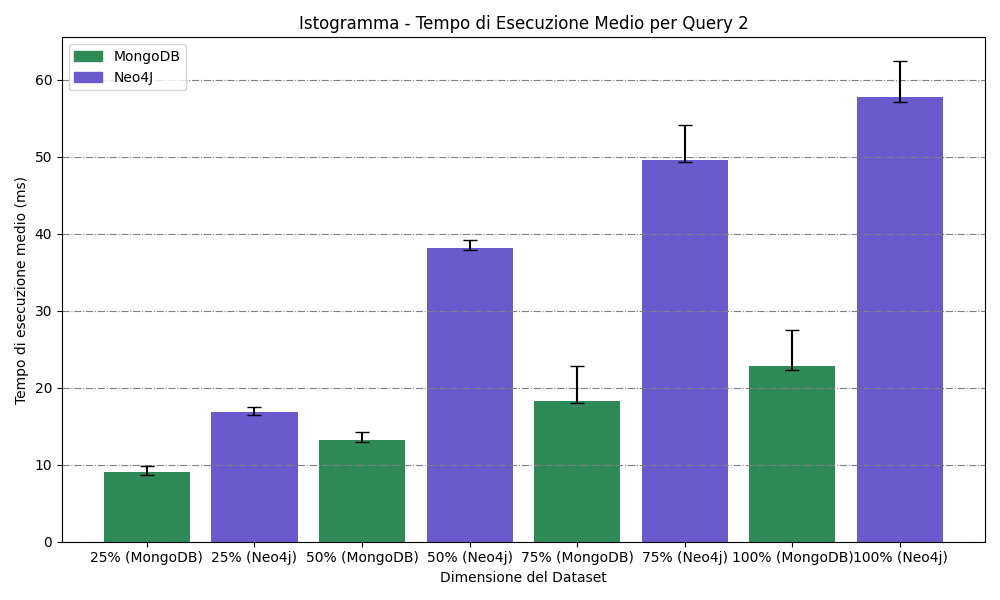 Istogramma - Tempo di Esecuzione Medio per Query 2
MongoDB
Neo4J
Tempo di esecuzione medio (ms)
60
50
40
30
20
10
0
25% (MongoDB)
25% (Neo4j)
50% (MongoDB)
50% (Neo4j)
75% (MongoDB)
75% (Neo4j)
100% (MongoDB)
100% (Neo4j)
Dimensione del Dataset